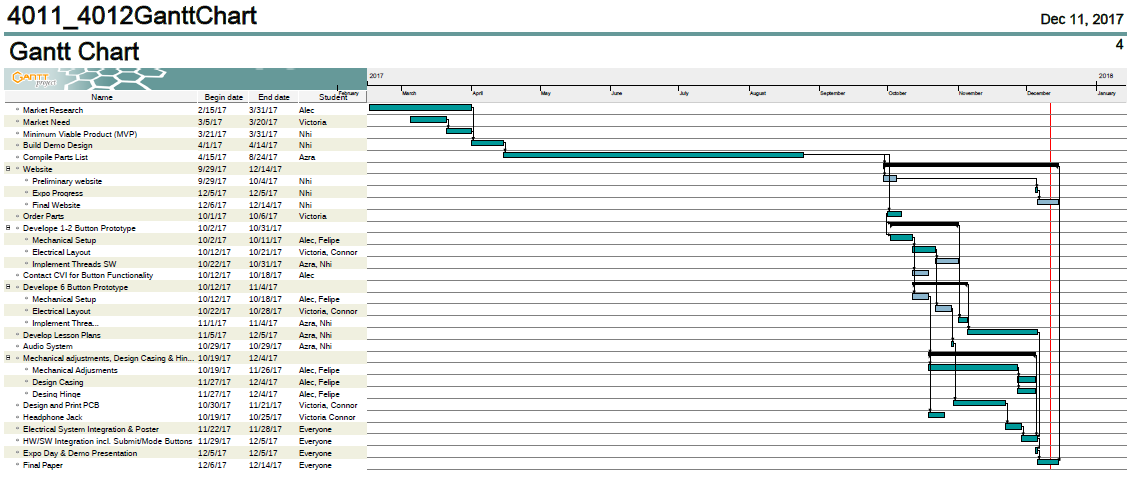 4011_4012GanttChart
Dec 11, 2017
4
Gantt Chart
GANTT project
2017 2018
February March April May June July August September October November December January
Name Begin date End date Student
Market Research 2/15/17 3/31/17 Alec
Market Need 3/5/17 3/20/17 Victoria
Minimum Viable Product (MVP) 3/21/17 3/31/17 Nhi
Build Demo Design 4/1/17 4/14/17 Nhi
Compile Parts List 4/15/17 8/24/17 Azra
Website 9/29/17 12/14/17
Preliminary website 9/29/17 10/4/17 Nhi
Expo Progress 12/5/17 12/5/17 Nhi
Final Website 12/6/17 12/14/17 Nhi
Order Parts 10/1/17 10/6/17 Victoria
Develope 1-2 Button Prototype 10/2/17 10/31/17
Mechanical Setup 10/2/17 10/11/17 Alec, Felipe
Electrical Layout 10/12/17 10/21/17 Victoria, Connor
Implement Threads SW 10/22/17 10/31/17 Azra, Nhi
Contact CVI for Button Functionality 10/12/17 10/18/17 Alec
Develope 6 Button Prototype 10/12/17 11/4/17
Mechanical Setup 10/12/17 10/18/17 Alec, Felipe
Electrical Layout 10/22/17 10/28/17 Victoria, Connor
Implement Threa... 11/1/17 11/4/17 Azra, Nhi
Develop Lesson Plans 11/5/17 12/5/17 Azra, Nhi
Audio System 10/29/17 10/29/17 Azra, Nhi
Mechanical adjustments, Design Casing & Hin... 10/19/17 12/4/17
Mechanical Adjusments 10/19/17 11/26/17 Alec, Felipe
Design Casing 11/27/17 12/4/17 Alec, Felipe
Desing Hinge 11/27/17 12/4/17 Alec, Felipe
Design and Print PCB 10/30/17 11/21/17 Victoria, Connor
Headphone Jack 10/19/17 10/25/17 Victoria Connor
Electrical System Integration & Poster 11/22/17 11/28/17 Everyone
HW/SW Integration incl. Submit/Mode Buttons 11/29/17 12/5/17 Everyone
Expo Day & Demo Presentation 12/5/17 12/5/17 Everyone
Final Paper 12/6/17 12/14/17 Everyone